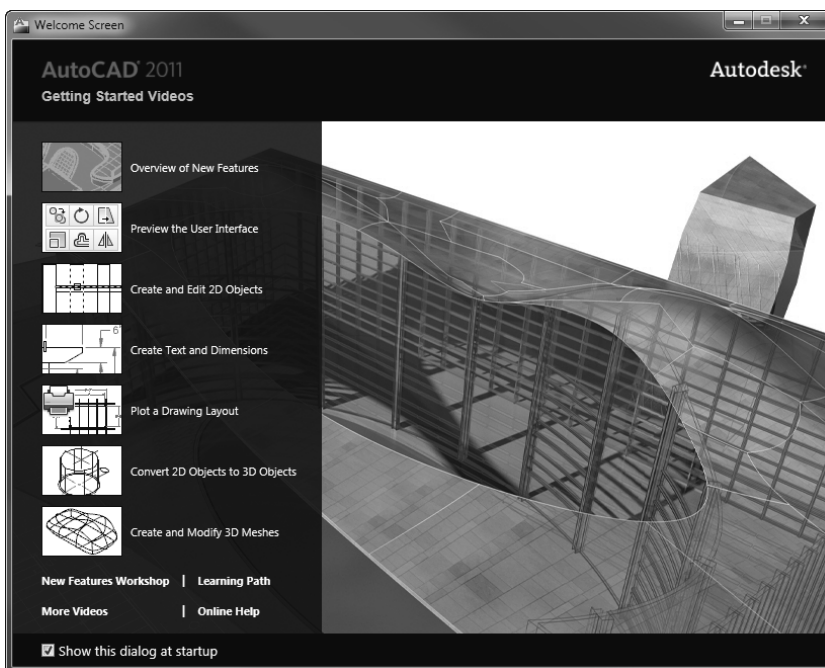 Welcome Screen
AutoCAD® 2011
Autodesk®
Getting Started Videos
Overview of New Features
Preview the User Interface
Create and Edit 2D Objects
6"
Create Text and Dimensions
Plot a Drawing Layout
Convert 2D Objects to 3D Objects
Create and Modify 3D Meshes
New Features Workshop | Learning Path
More Videos | Online Help
Show this dialog at startup